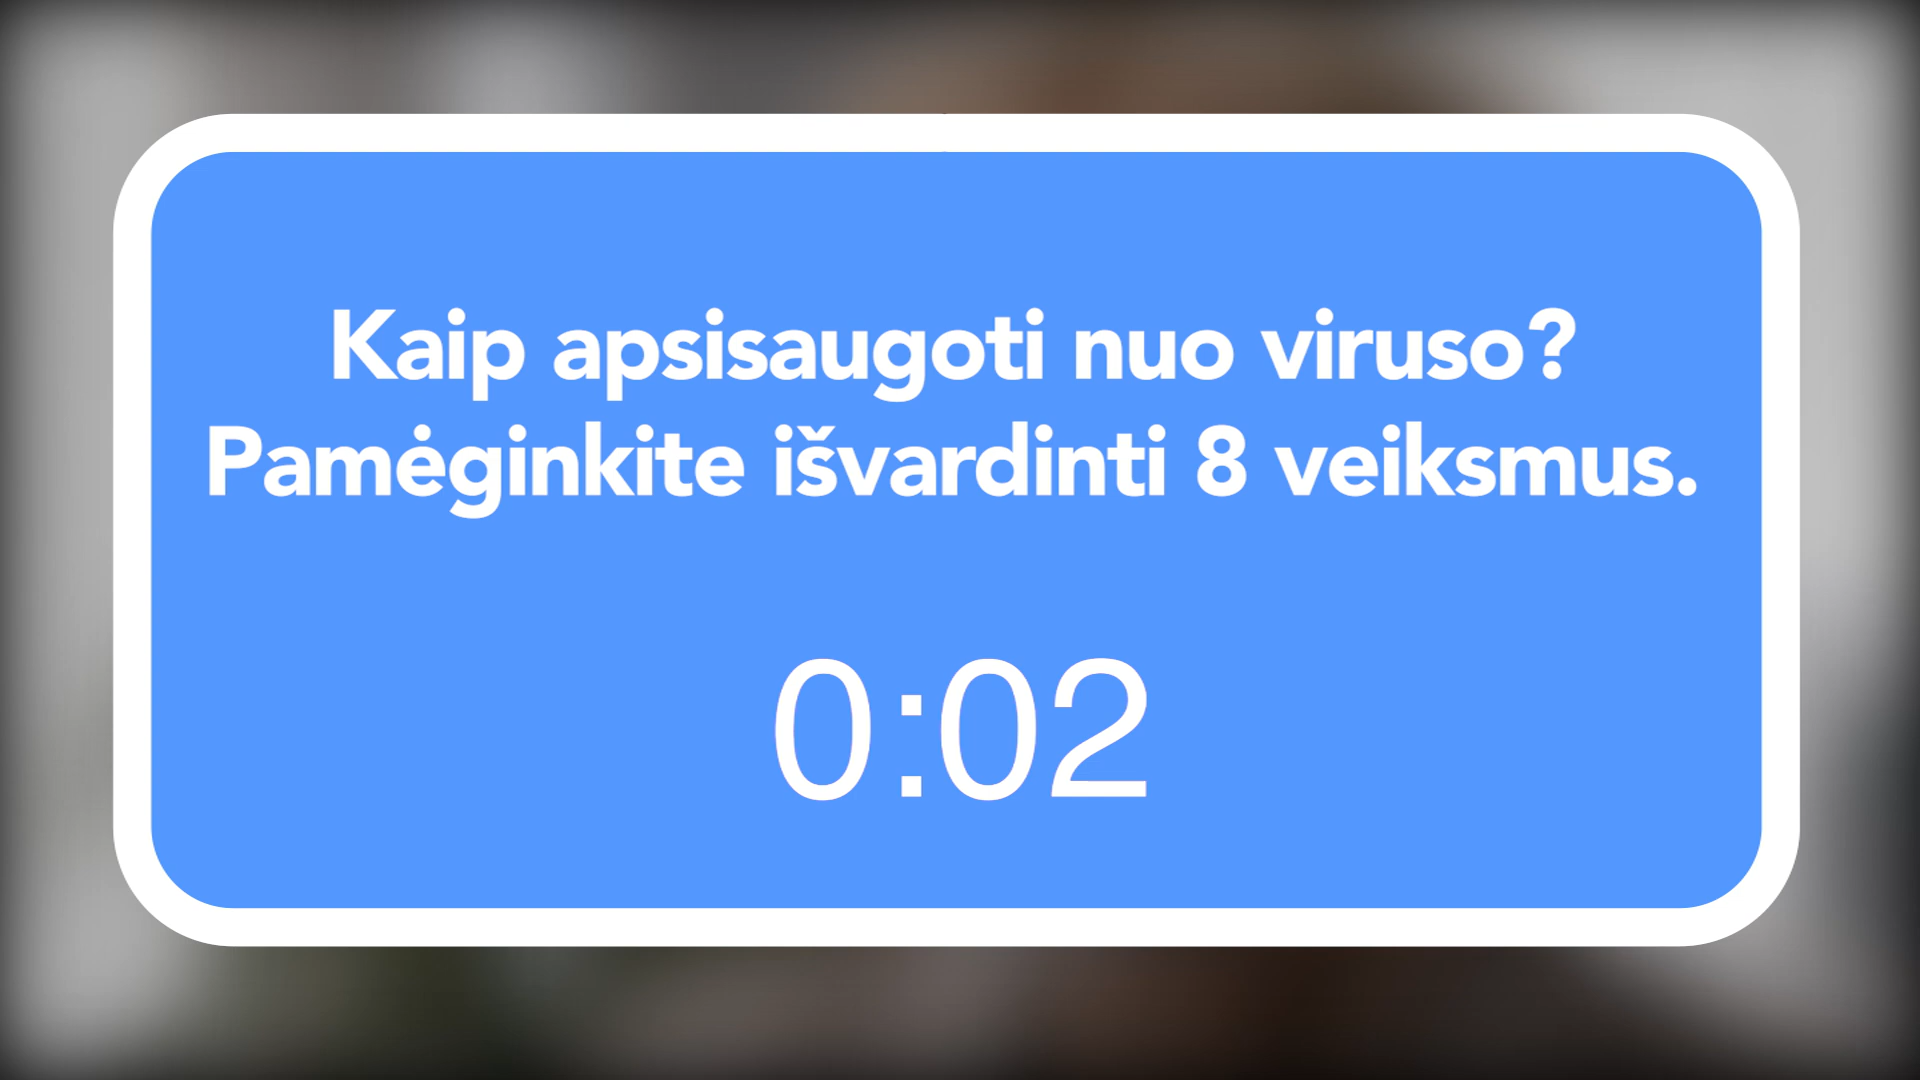 Kaip apsisaugoti nuo viruso?
Pamėginkite išvardinti 8 veiksmus.
0:02